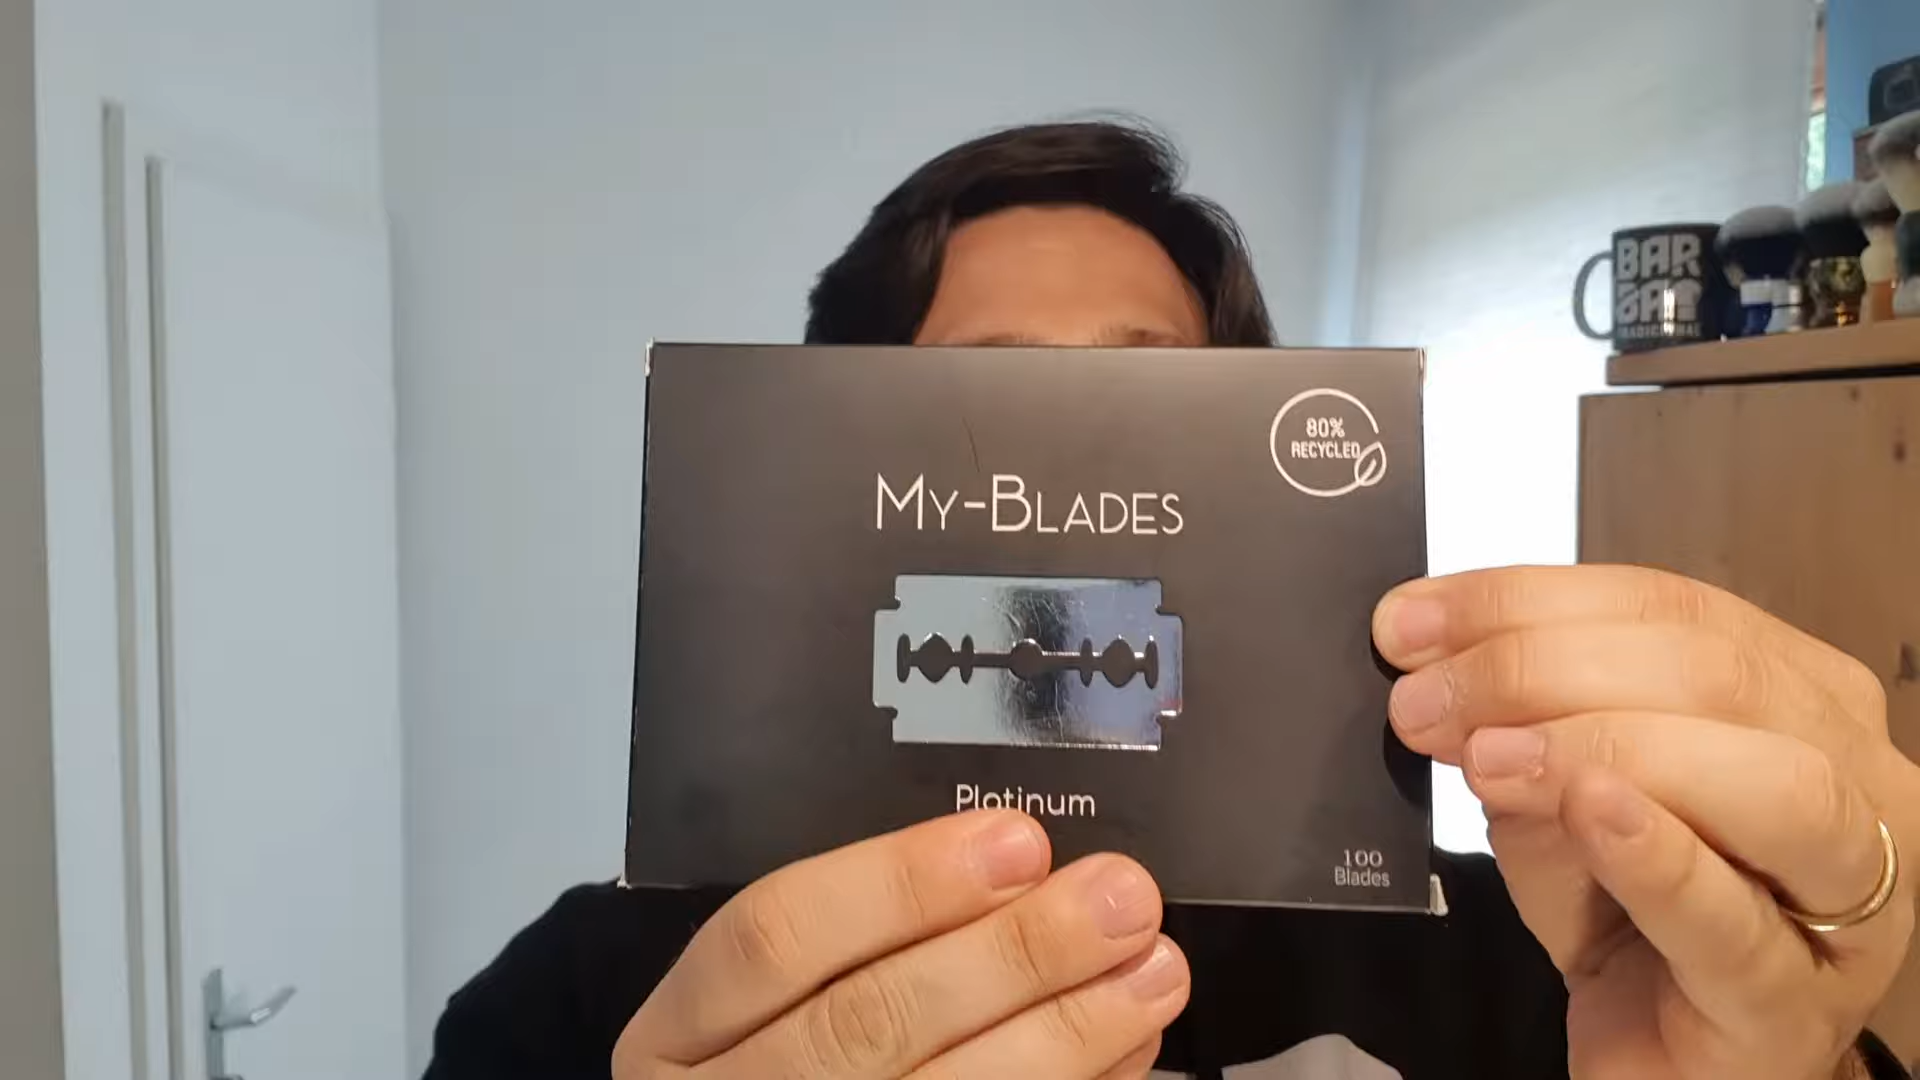 BAR
80%
RECYCLED
My-Blades
Platinum
100
Blades